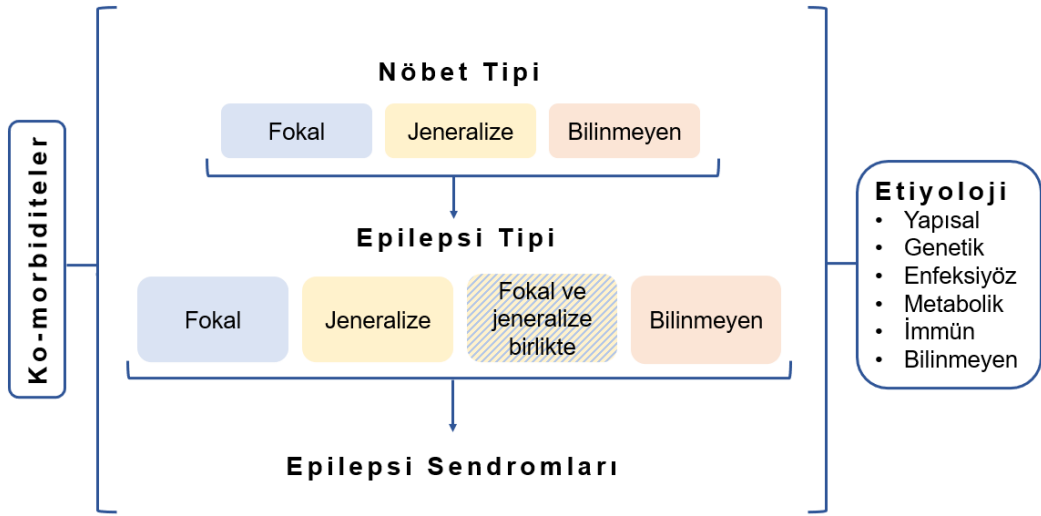 Nöbet Tipi
Fokal
Jeneralize
Bilinmeyen
Ko-morbiditeler
Epilepsi Tipi
Fokal
Jeneralize
Fokal ve
jeneralize
birlikte
Bilinmeyen
Epilepsi Sendromları
Etiyoloji
• Yapısal
• Genetik
• Enfeksiyöz
• Metabolik
• İmmün
• Bilinmeyen